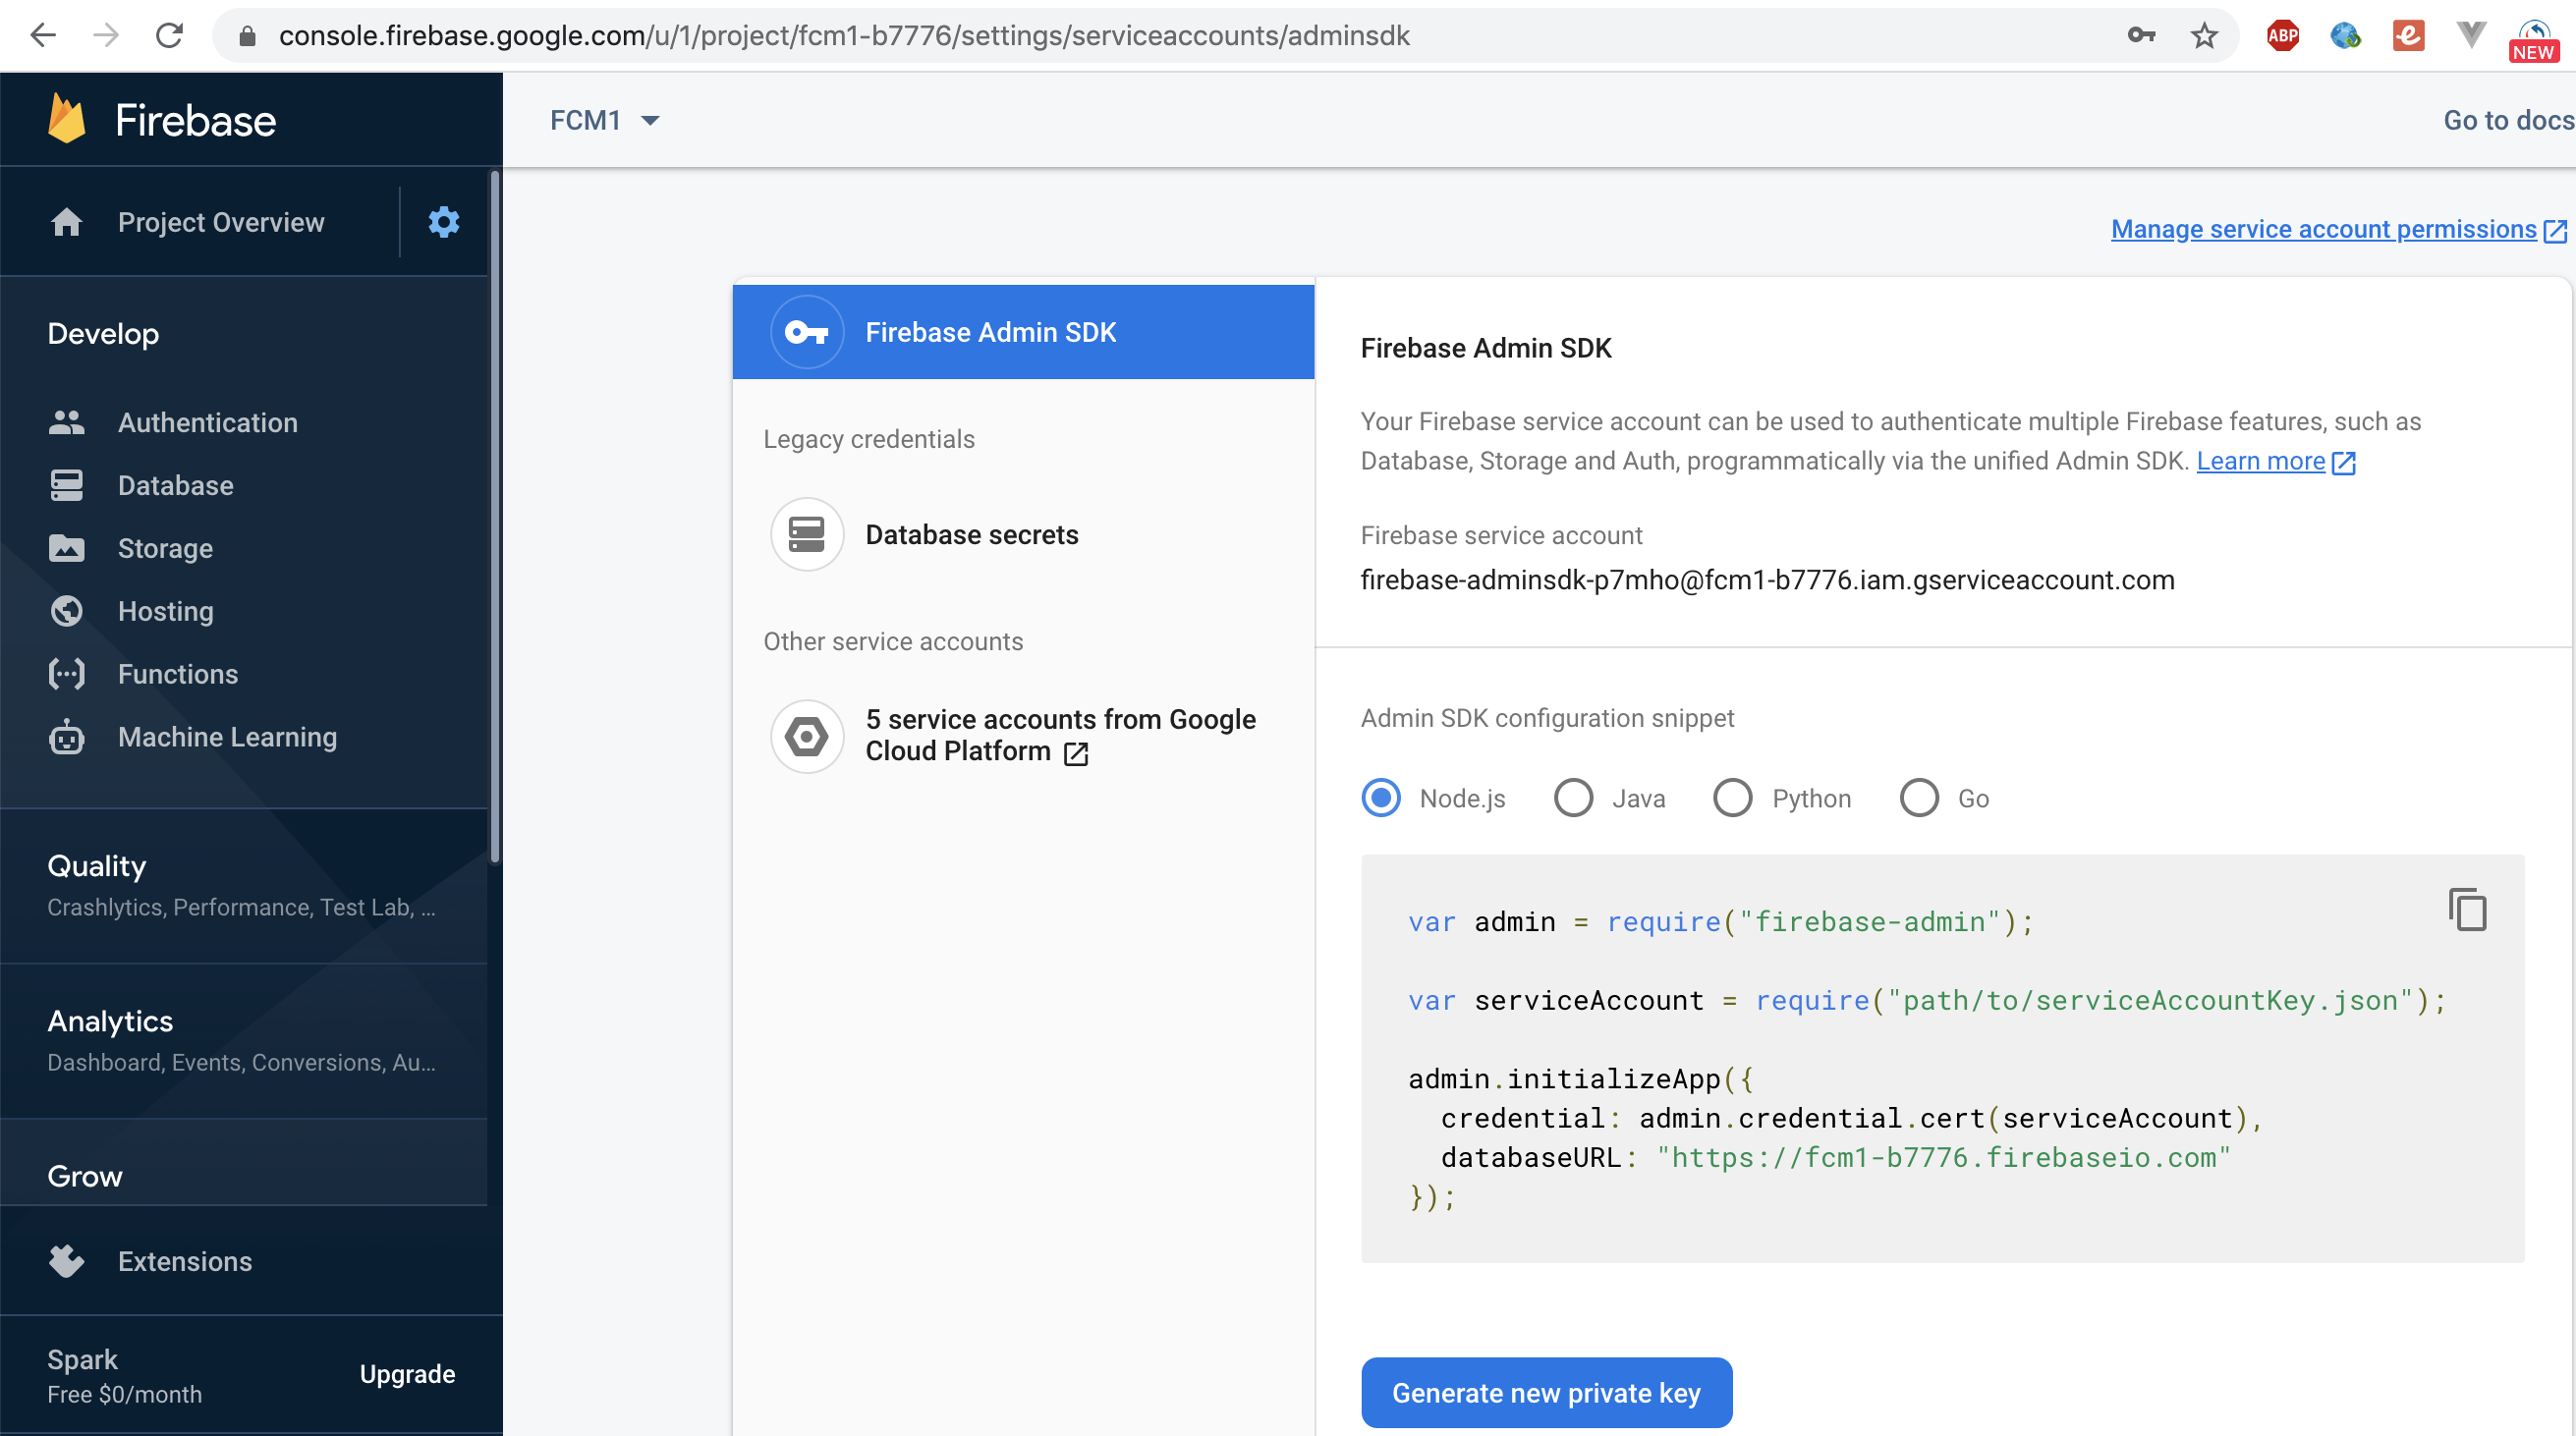 console.firebase.google.com/u/1/project/fcm1-b7776/settings/serviceaccounts/adminsdk
ABP
NEW
Firebase
FCM1
Go to docs
Project Overview
Manage service account permissions
Develop
Authentication
Database
Storage
Hosting
Functions
Machine Learning
Quality
Crashlytics, Performance, Test Lab, ...
Analytics
Dashboard, Events, Conversions, Au...
Grow
Extensions
Spark
Free $0/month
Upgrade
Firebase Admin SDK
Legacy credentials
Database secrets
Other service accounts
5 service accounts from Google
Cloud Platform
Firebase Admin SDK
Your Firebase service account can be used to authenticate multiple Firebase features, such as
Database, Storage and Auth, programmatically via the unified Admin SDK. Learn more
Firebase service account
firebase-adminsdk-p7mho@fcm1-b7776.iam.gserviceaccount.com
Admin SDK configuration snippet
Node.js Java Python Go
var admin = require("firebase-admin");
var serviceAccount = require("path/to/serviceAccountKey.json");
admin.initializeApp({
  credential: admin.credential.cert(serviceAccount),
  databaseURL: "https://fcm1-b7776.firebaseio.com"
});
Generate new private key